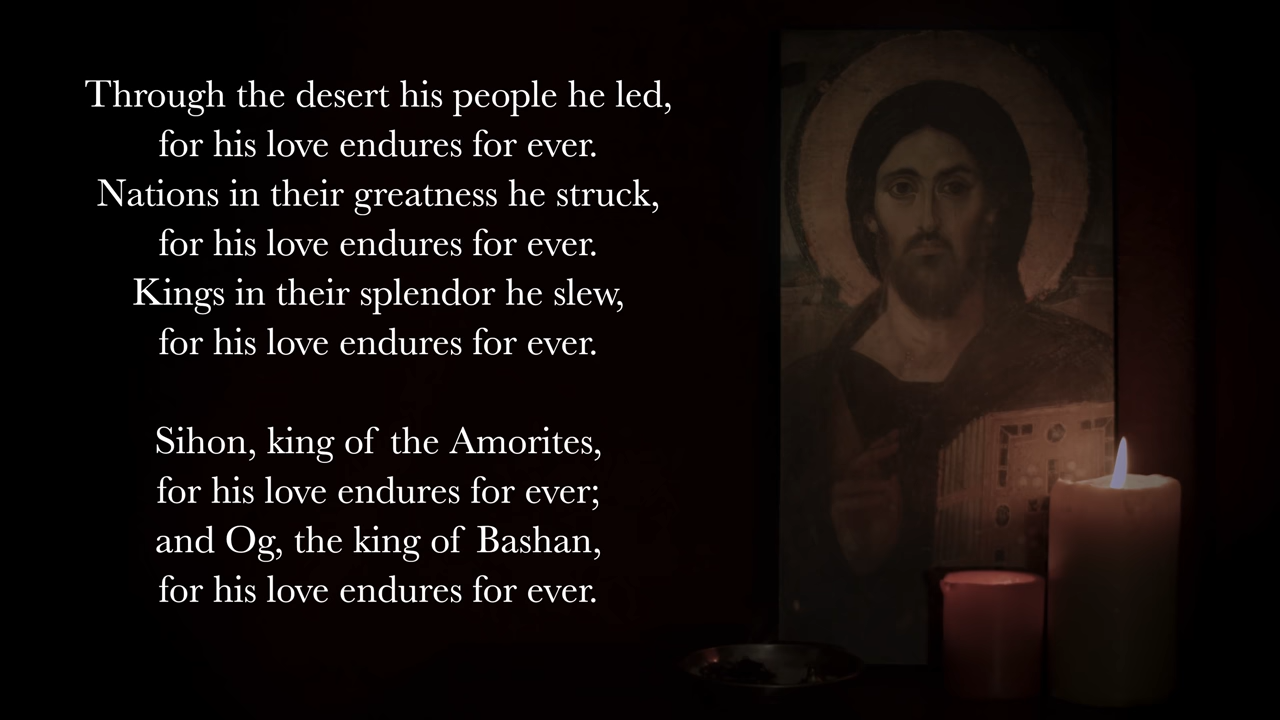 Through the desert his people he led,
for his love endures for ever.
Nations in their greatness he struck,
for his love endures for ever.
Kings in their splendor he slew,
for his love endures for ever.
Sihon, king of the Amorites,
for his love endures for ever;
and Og, the king of Bashan,
for his love endures for ever.